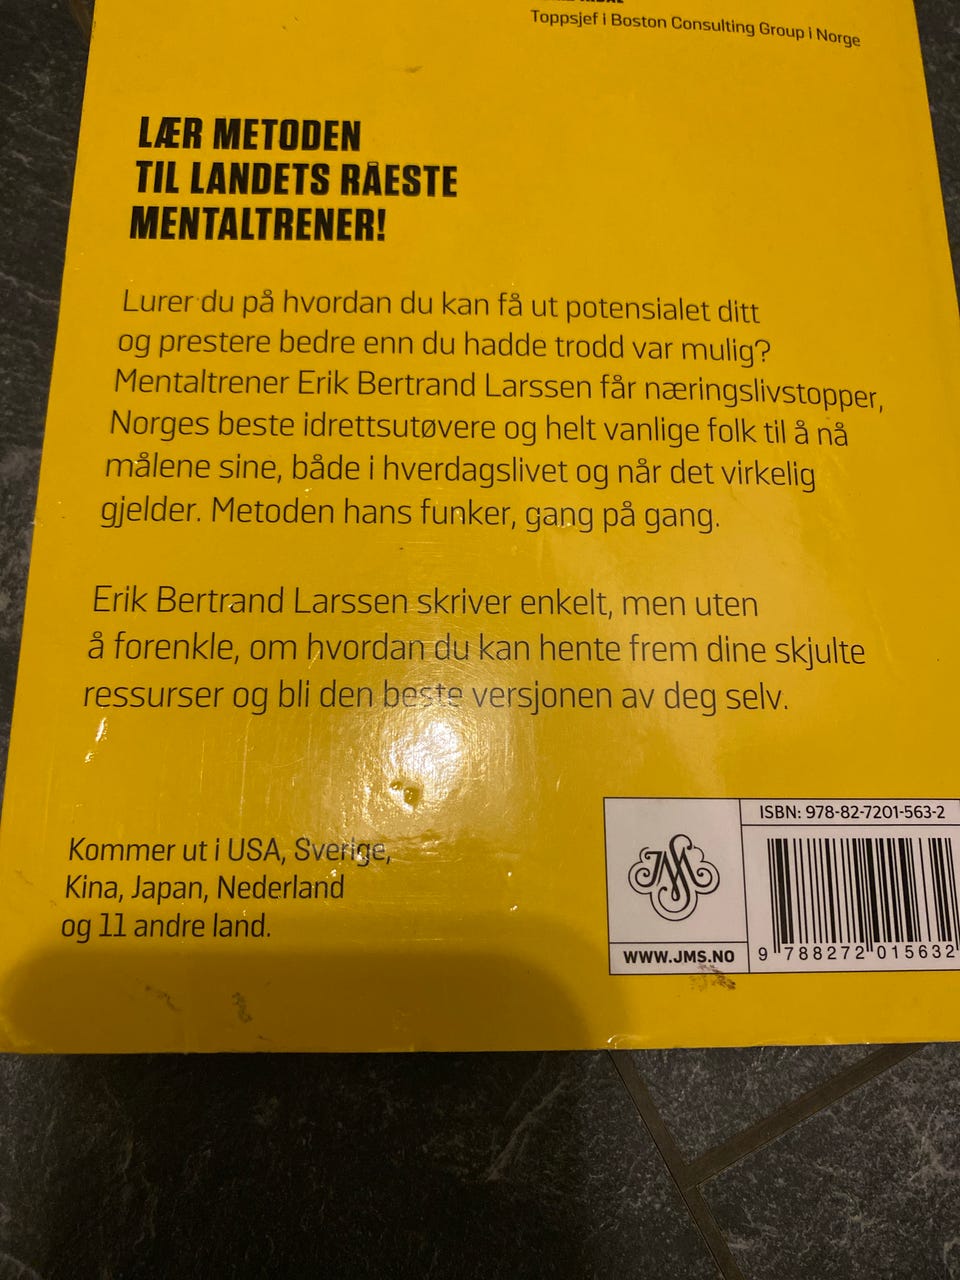 Toppsjef i Boston Consulting Group i Norge
LÆR METODEN
TIL LANDETS RÅESTE
MENTALTRENER!
Lurer du på hvordan du kan få ut potensialet ditt
og prestere bedre enn du hadde trodd var mulig?
Mentaltrener Erik Bertrand Larssen får næringslivstopper,
Norges beste idrettsutøvere og helt vanlige folk til å nå
målene sine, både i hverdagslivet og når det virkelig
gjelder. Metoden hans funker, gang på gang.
Erik Bertrand Larssen skriver enkelt, men uten
å forenkle, om hvordan du kan hente frem dine skjulte
ressurser og bli den beste versjonen av deg selv.
Kommer ut i USA, Sverige,
Kina, Japan, Nederland
og 11 andre land.
ISBN: 978-82-7201-563-2
JMS
WWW.JMS.NO
9 788272 015632